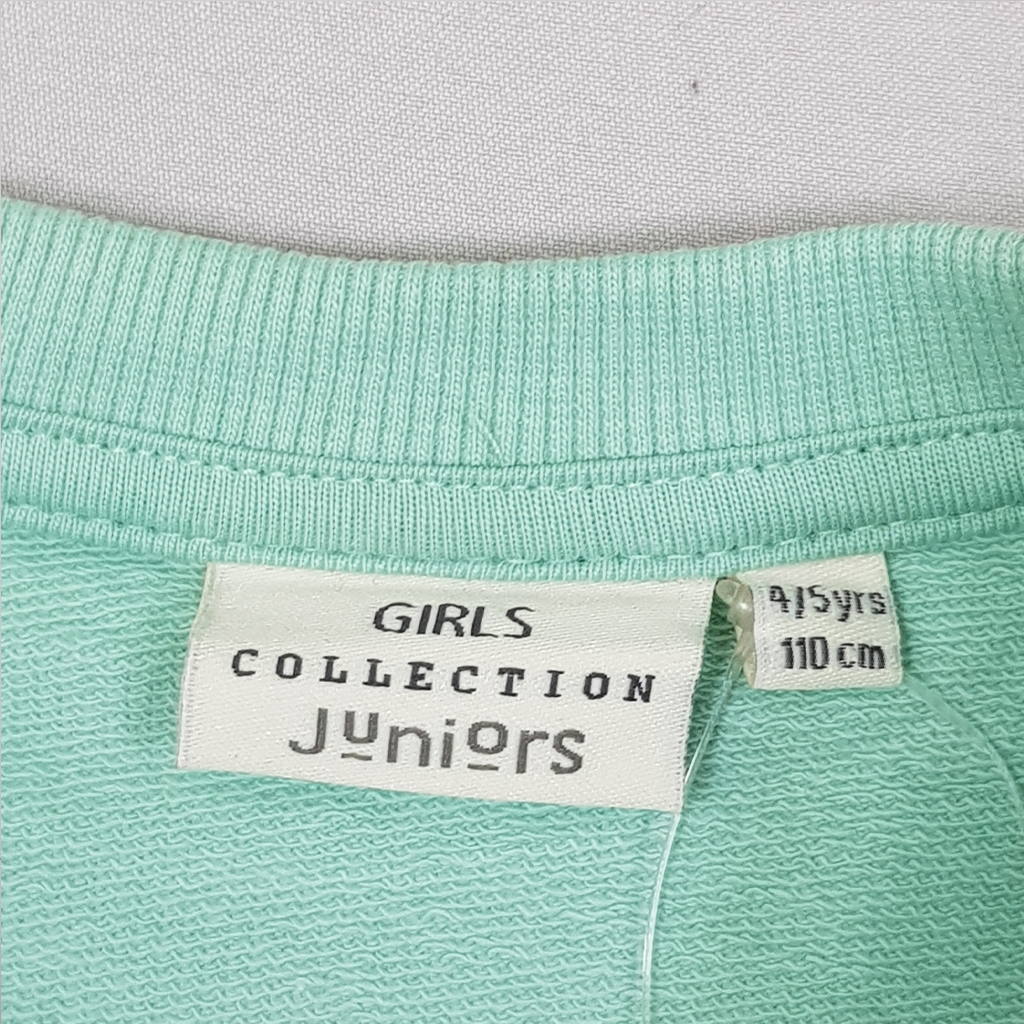 GIRLS
COLLECTION
Juniors
4/5yrs
110 cm